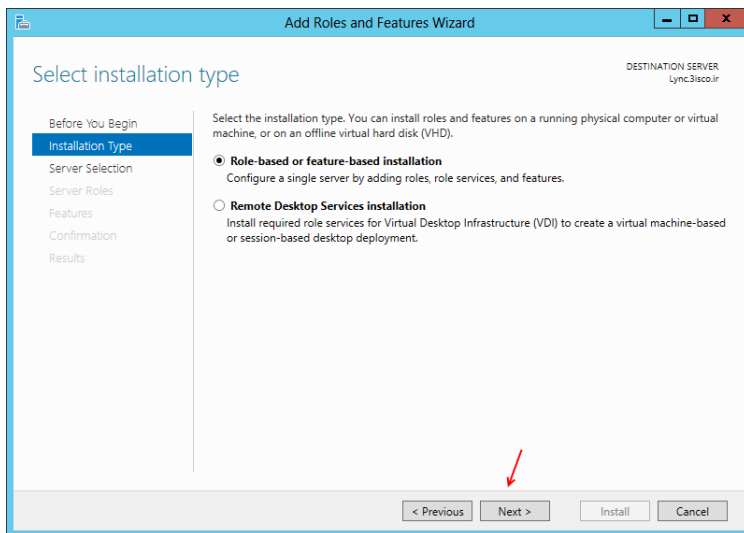 Add Roles and Features Wizard
Select installation type
DESTINATION SERVER
Lync.3isco.ir
Before You Begin
Installation Type
Server Selection
Server Roles
Features
Confirmation
Results
Select the installation type. You can install roles and features on a running physical computer or virtual
machine, or on an offline virtual hard disk (VHD).
Role-based or feature-based installation
Configure a single server by adding roles, role services, and features.
Remote Desktop Services installation
Install required role services for Virtual Desktop Infrastructure (VDI) to create a virtual machine-based
or session-based desktop deployment.
< Previous
Next >
Install
Cancel